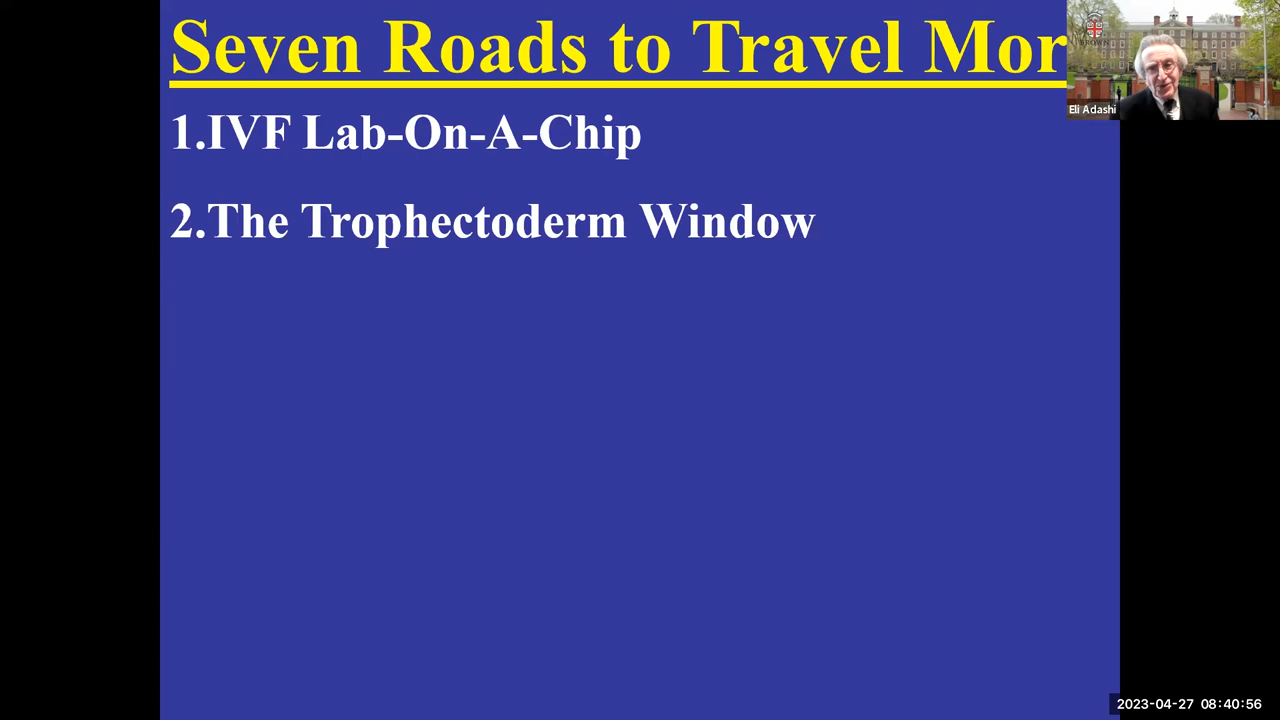 Seven Roads to Travel Mor
BROWN
Eli Adashi
1.IVF Lab-On-A-Chip
2.The Trophectoderm Window
2023-04-27 08:40:56